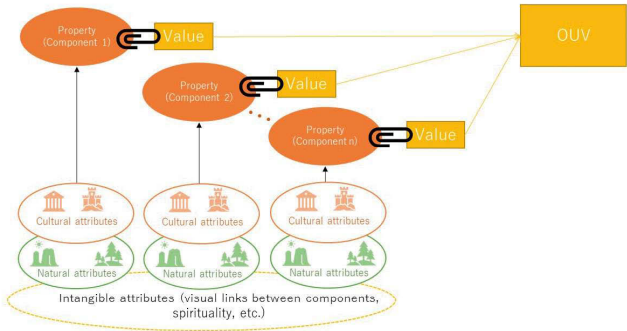 Property
(Component 1)
Value
OUV
Property
(Component 2)
Value
Property
(Component n)
Value
Cultural attributes
Cultural attributes
Cultural attributes
Natural attributes
Natural attributes
Natural attributes
Intangible attributes (visual links between components,
spirituality, etc.)